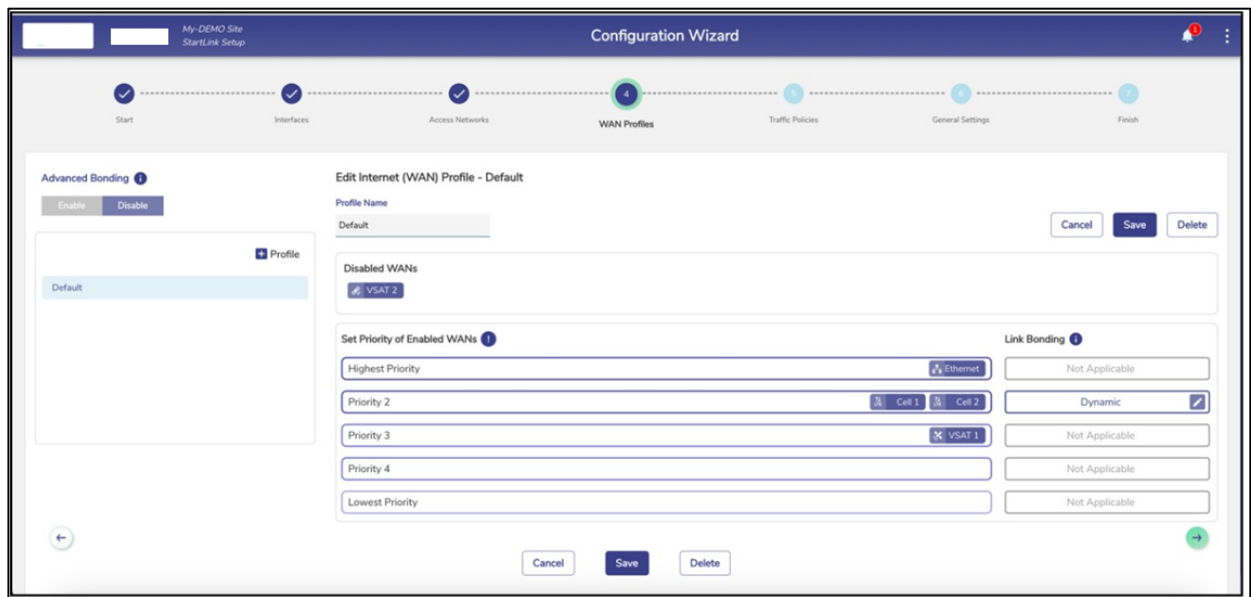 My-DEMO Site
StartLink Setup
Configuration Wizard
1
4
5
6
7
Start
Interfaces
Access Networks
WAN Profiles
Traffic Policies
General Settings
Finish
Advanced Bonding
Enable Disable
Profile
Default
Edit Internet (WAN) Profile - Default
Profile Name
Default
Cancel Save Delete
Disabled WANs
VSAT 2
Set Priority of Enabled WANs
Link Bonding
Highest Priority Ethernet Not Applicable
Priority 2 Cell 1 Cell 2 Dynamic
Priority 3 VSAT 1 Not Applicable
Priority 4 Not Applicable
Lowest Priority Not Applicable
Cancel Save Delete